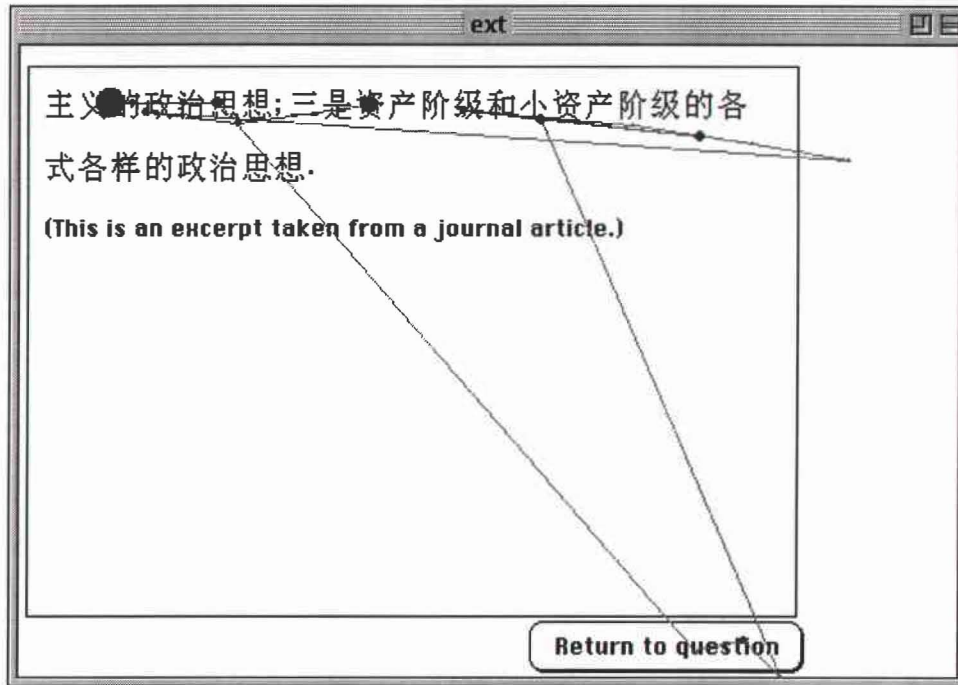 ext
主义的政治思想;三是资产阶级和小资产阶级的各
式各样的政治思想.
(This is an excerpt taken from a journal article.)
Return to question